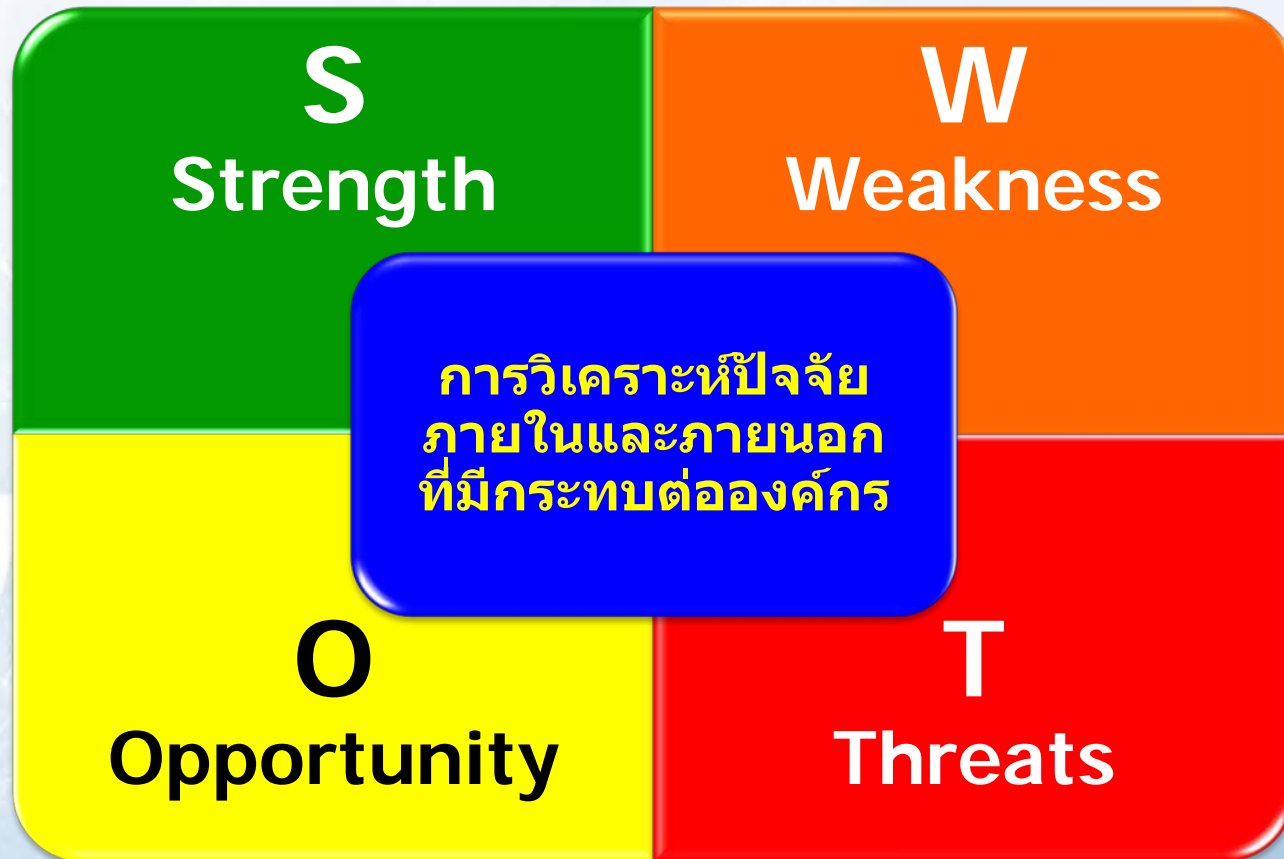 S
Strength
W
Weakness
การวิเคราะห์ปัจจัย
ภายในและภายนอก
ที่มีกระทบต่อองค์กร
O
Opportunity
T
Threats